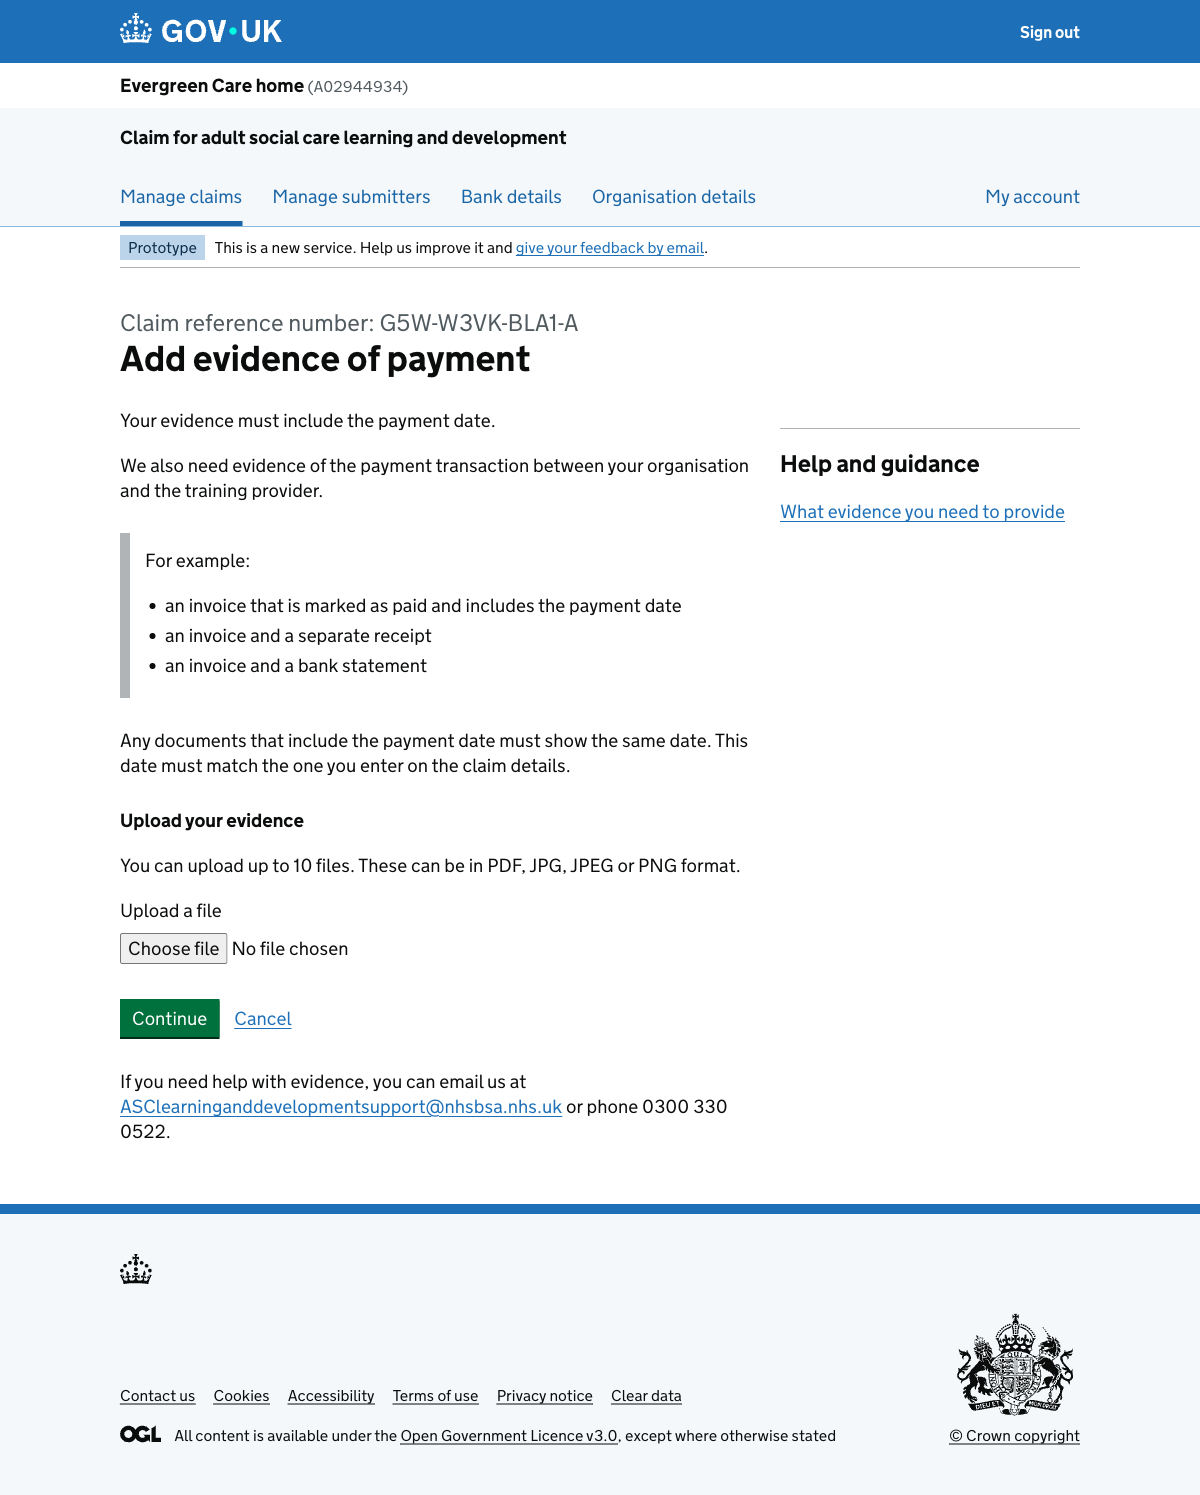 GOV·UK
Sign out
Evergreen Care home (A02944934)
Claim for adult social care learning and development
Manage claims
Manage submitters
Bank details
Organisation details
My account
Prototype
This is a new service. Help us improve it and give your feedback by email.
Claim reference number: G5W-W3VK-BLA1-A
Add evidence of payment
Your evidence must include the payment date.
We also need evidence of the payment transaction between your organisation
and the training provider.
For example:
• an invoice that is marked as paid and includes the payment date
• an invoice and a separate receipt
• an invoice and a bank statement
Any documents that include the payment date must show the same date. This
date must match the one you enter on the claim details.
Upload your evidence
You can upload up to 10 files. These can be in PDF, JPG, JPEG or PNG format.
Upload a file
Choose file No file chosen
Continue
Cancel
If you need help with evidence, you can email us at
ASClearninganddevelopmentsupport@nhsbsa.nhs.uk or phone 0300 330
0522.
Help and guidance
What evidence you need to provide
Contact us
Cookies
Accessibility
Terms of use
Privacy notice
Clear data
OGL
All content is available under the Open Government Licence v3.0, except where otherwise stated
© Crown copyright